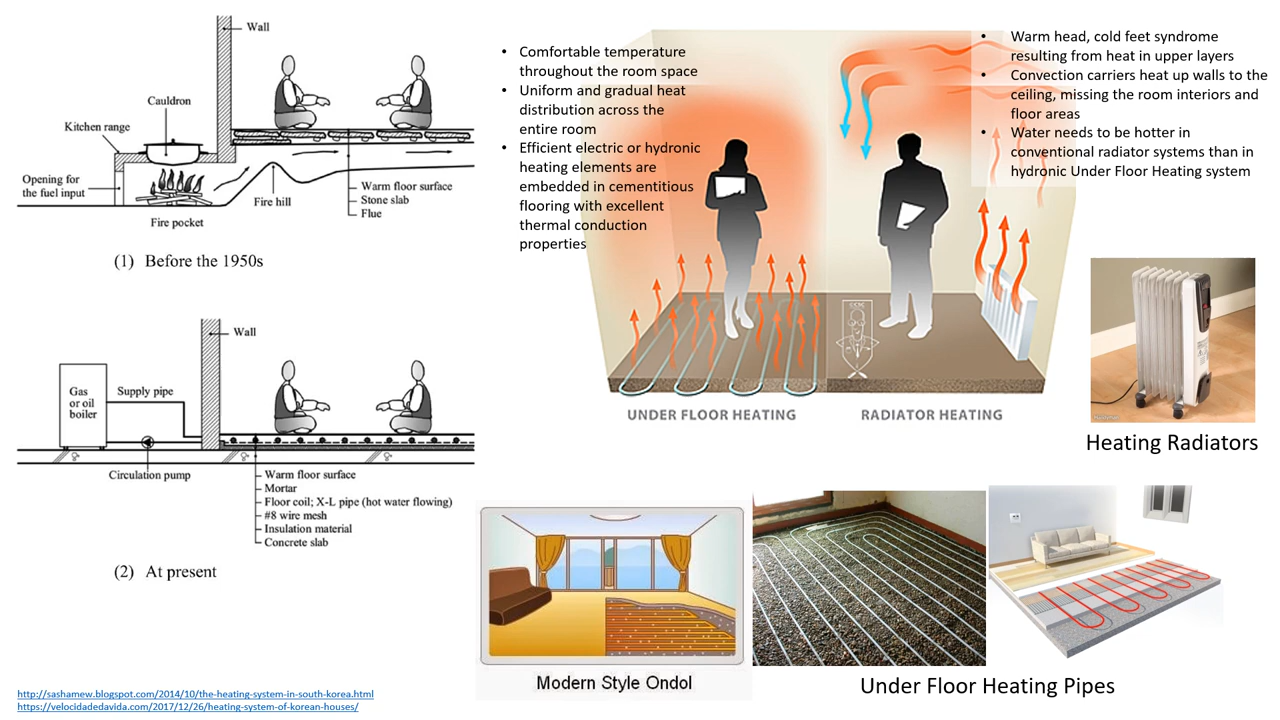 Wall
Cauldron
Kitchen range
Opening for
the fuel input
Warm floor surface
Stone slab
Flue
Fire hill
Fire pocket
(1) Before the 1950s
Wall
Gas
or oil
boiler
Supply pipe
Circulation pump
Warm floor surface
Mortar
Floor coil; X-L pipe (hot water flowing)
#8 wire mesh
Insulation material
Concrete slab
(2) At present
http://sashamew.blogspot.com/2014/10/the-heating-system-in-south-korea.html
https://velocidadedavida.com/2017/12/26/heating-system-of-korean-houses/
• Comfortable temperature
throughout the room space
• Uniform and gradual heat
distribution across the
entire room
• Efficient electric or hydronic
heating elements are
embedded in cementitious
flooring with excellent
thermal conduction
properties
• Warm head, cold feet syndrome
resulting from heat in upper layers
• Convection carriers heat up walls to the
ceiling, missing the room interiors and
floor areas
• Water needs to be hotter in
conventional radiator systems than in
hydronic Under Floor Heating system
UNDER FLOOR HEATING
RADIATOR HEATING
Heating Radiators
Modern Style Ondol
Under Floor Heating Pipes